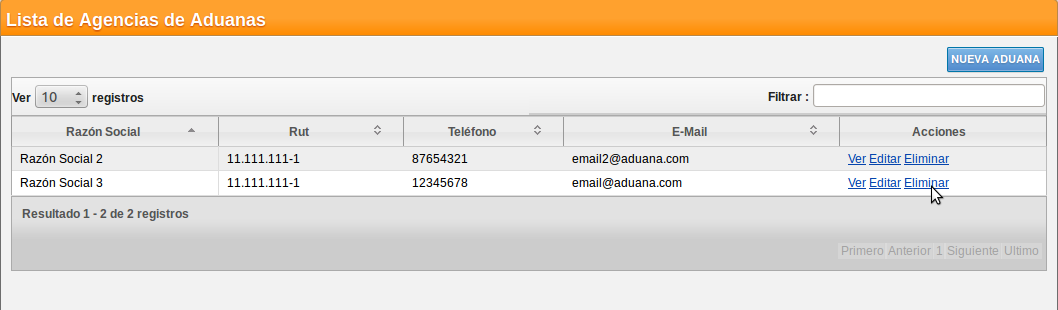 Lista de Agencias de Aduanas
NUEVA ADUANA
Ver 10 registros Filtrar :
Razón Social Rut Teléfono E-Mail Acciones
Razón Social 2 11.111.111-1 87654321 email2@aduana.com Ver Editar Eliminar
Razón Social 3 11.111.111-1 12345678 email@aduana.com Ver Editar Eliminar
Resultado 1 - 2 de 2 registros
Primero Anterior 1 Siguiente Ultimo